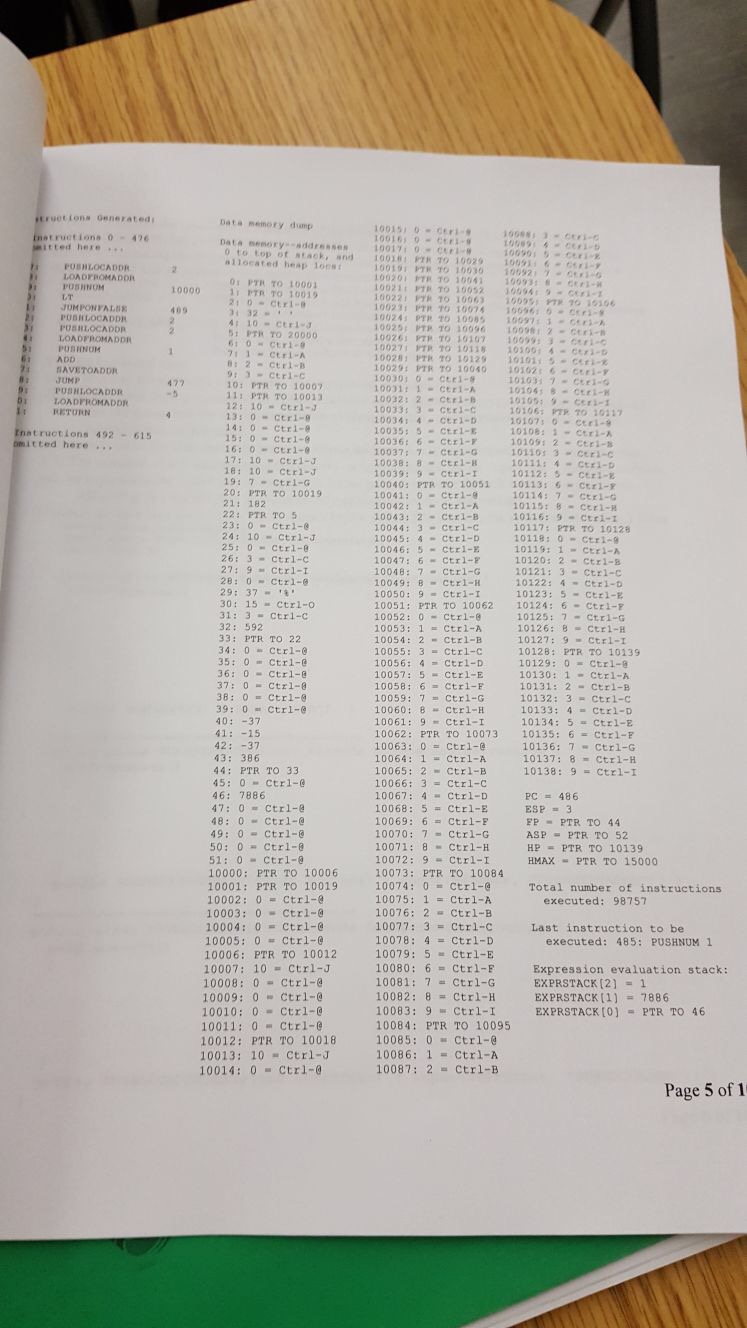 tructions Generated:
nstructions 0 - 476
mitted here ...
7: PUSHLOCADDR 2
: LOADFROMADDR
: PUSHNUM 10000
: LT
: JUMPONFALSE 489
: PUSHLOCADDR 2
: PUSHLOCADDR 2
: LOADFROMADDR
: PUSHNUM 1
: ADD
: SAVETOADDR
: JUMP 477
: PUSHLOCADDR -5
: LOADFROMADDR
: RETURN 4
nstructions 492 - 615
mitted here ...
Data memory dump
Data memory--addresses
0 to top of stack, and
allocated heap locs:
0: PTR TO 10001
1: PTR TO 10019
2: 0 = Ctrl-@
3: 32 = ' '
4: 10 = Ctrl-J
5: PTR TO 20000
6: 0 = Ctrl-@
7: 1 = Ctrl-A
8: 2 = Ctrl-B
9: 3 = Ctrl-C
10: PTR TO 10007
11: PTR TO 10013
12: 10 = Ctrl-J
13: 0 = Ctrl-@
14: 0 = Ctrl-@
15: 0 = Ctrl-@
16: 0 = Ctrl-@
17: 10 = Ctrl-J
18: 10 = Ctrl-J
19: 7 = Ctrl-G
20: PTR TO 10019
21: 182
22: PTR TO 5
23: 0 = Ctrl-@
24: 10 = Ctrl-J
25: 0 = Ctrl-@
26: 3 = Ctrl-C
27: 9 = Ctrl-I
28: 0 = Ctrl-@
29: 37 = '%'
30: 15 = Ctrl-O
31: 3 = Ctrl-C
32: 592
33: PTR TO 22
34: 0 = Ctrl-@
35: 0 = Ctrl-@
36: 0 = Ctrl-@
37: 0 = Ctrl-@
38: 0 = Ctrl-@
39: 0 = Ctrl-@
40: -37
41: -15
42: -37
43: 386
44: PTR TO 33
45: 0 = Ctrl-@
46: 7886
47: 0 = Ctrl-@
48: 0 = Ctrl-@
49: 0 = Ctrl-@
50: 0 = Ctrl-@
51: 0 = Ctrl-@
10000: PTR TO 10006
10001: PTR TO 10019
10002: 0 = Ctrl-@
10003: 0 = Ctrl-@
10004: 0 = Ctrl-@
10005: 0 = Ctrl-@
10006: PTR TO 10012
10007: 10 = Ctrl-J
10008: 0 = Ctrl-@
10009: 0 = Ctrl-@
10010: 0 = Ctrl-@
10011: 0 = Ctrl-@
10012: PTR TO 10018
10013: 10 = Ctrl-J
10014: 0 = Ctrl-@
10015: 0 = Ctrl-@
10016: 0 = Ctrl-@
10017: 0 = Ctrl-@
10018: PTR TO 10029
10019: PTR TO 10030
10020: PTR TO 10041
10021: PTR TO 10052
10022: PTR TO 10063
10023: PTR TO 10074
10024: PTR TO 10085
10025: PTR TO 10096
10026: PTR TO 10107
10027: PTR TO 10118
10028: PTR TO 10129
10029: PTR TO 10040
10030: 0 = Ctrl-@
10031: 1 = Ctrl-A
10032: 2 = Ctrl-B
10033: 3 = Ctrl-C
10034: 4 = Ctrl-D
10035: 5 = Ctrl-E
10036: 6 = Ctrl-F
10037: 7 = Ctrl-G
10038: 8 = Ctrl-H
10039: 9 = Ctrl-I
10040: PTR TO 10051
10041: 0 = Ctrl-@
10042: 1 = Ctrl-A
10043: 2 = Ctrl-B
10044: 3 = Ctrl-C
10045: 4 = Ctrl-D
10046: 5 = Ctrl-E
10047: 6 = Ctrl-F
10048: 7 = Ctrl-G
10049: 8 = Ctrl-H
10050: 9 = Ctrl-I
10051: PTR TO 10062
10052: 0 = Ctrl-@
10053: 1 = Ctrl-A
10054: 2 = Ctrl-B
10055: 3 = Ctrl-C
10056: 4 = Ctrl-D
10057: 5 = Ctrl-E
10058: 6 = Ctrl-F
10059: 7 = Ctrl-G
10060: 8 = Ctrl-H
10061: 9 = Ctrl-I
10062: PTR TO 10073
10063: 0 = Ctrl-@
10064: 1 = Ctrl-A
10065: 2 = Ctrl-B
10066: 3 = Ctrl-C
10067: 4 = Ctrl-D
10068: 5 = Ctrl-E
10069: 6 = Ctrl-F
10070: 7 = Ctrl-G
10071: 8 = Ctrl-H
10072: 9 = Ctrl-I
10073: PTR TO 10084
10074: 0 = Ctrl-@
10075: 1 = Ctrl-A
10076: 2 = Ctrl-B
10077: 3 = Ctrl-C
10078: 4 = Ctrl-D
10079: 5 = Ctrl-E
10080: 6 = Ctrl-F
10081: 7 = Ctrl-G
10082: 8 = Ctrl-H
10083: 9 = Ctrl-I
10084: PTR TO 10095
10085: 0 = Ctrl-@
10086: 1 = Ctrl-A
10087: 2 = Ctrl-B
10088: 3 = Ctrl-C
10089: 4 = Ctrl-D
10090: 5 = Ctrl-E
10091: 6 = Ctrl-F
10092: 7 = Ctrl-G
10093: 8 = Ctrl-H
10094: 9 = Ctrl-I
10095: PTR TO 10106
10096: 0 = Ctrl-@
10097: 1 = Ctrl-A
10098: 2 = Ctrl-B
10099: 3 = Ctrl-C
10100: 4 = Ctrl-D
10101: 5 = Ctrl-E
10102: 6 = Ctrl-F
10103: 7 = Ctrl-G
10104: 8 = Ctrl-H
10105: 9 = Ctrl-I
10106: PTR TO 10117
10107: 0 = Ctrl-@
10108: 1 = Ctrl-A
10109: 2 = Ctrl-B
10110: 3 = Ctrl-C
10111: 4 = Ctrl-D
10112: 5 = Ctrl-E
10113: 6 = Ctrl-F
10114: 7 = Ctrl-G
10115: 8 = Ctrl-H
10116: 9 = Ctrl-I
10117: PTR TO 10128
10118: 0 = Ctrl-@
10119: 1 = Ctrl-A
10120: 2 = Ctrl-B
10121: 3 = Ctrl-C
10122: 4 = Ctrl-D
10123: 5 = Ctrl-E
10124: 6 = Ctrl-F
10125: 7 = Ctrl-G
10126: 8 = Ctrl-H
10127: 9 = Ctrl-I
10128: PTR TO 10139
10129: 0 = Ctrl-@
10130: 1 = Ctrl-A
10131: 2 = Ctrl-B
10132: 3 = Ctrl-C
10133: 4 = Ctrl-D
10134: 5 = Ctrl-E
10135: 6 = Ctrl-F
10136: 7 = Ctrl-G
10137: 8 = Ctrl-H
10138: 9 = Ctrl-I
PC = 486
ESP = 3
FP = PTR TO 44
ASP = PTR TO 52
HP = PTR TO 10139
HMAX = PTR TO 15000
Total number of instructions
executed: 98757
Last instruction to be
executed: 485: PUSHNUM 1
Expression evaluation stack:
EXPRSTACK[2] = 1
EXPRSTACK[1] = 7886
EXPRSTACK[0] = PTR TO 46
Page 5 of 1